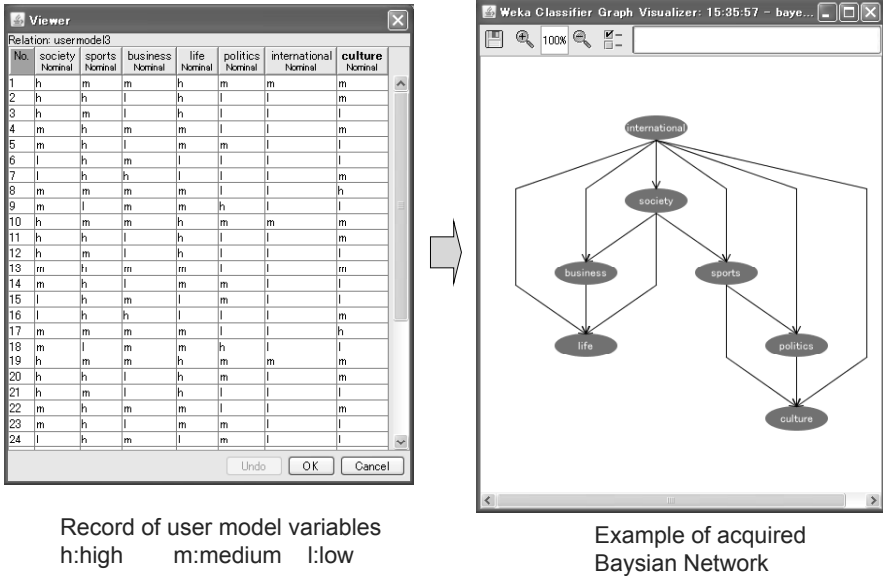 Viewer
Relation: usermodel3
No. society sports business life politics international culture
Nominal Nominal Nominal Nominal Nominal Nominal Nominal
1 h m m h m m m
2 h h l h l l m
3 h m l h l l l
4 m h m m l l m
5 m h l m m l l
6 l h m l l l l
7 l h h l l l m
8 m m m m l l h
9 m l m m h l l
10 h m m h m m m
11 h h l h l l m
12 h m l h l l l
13 m h m m l l m
14 m h l m m l l
15 l h m l m l l
16 l h h l l l m
17 m m m m l l h
18 m l m m h l l
19 h m m h m m m
20 h h l h m l m
21 h m l h l l l
22 m h m m l l m
23 m h l m m l l
24 l h m l m l l
Undo OK Cancel
Record of user model variables
h:high m:medium l:low
Weka Classifier Graph Visualizer: 15:35:57 - baye...
100%
international
society
business sports
life politics
culture
Example of acquired
Baysian Network